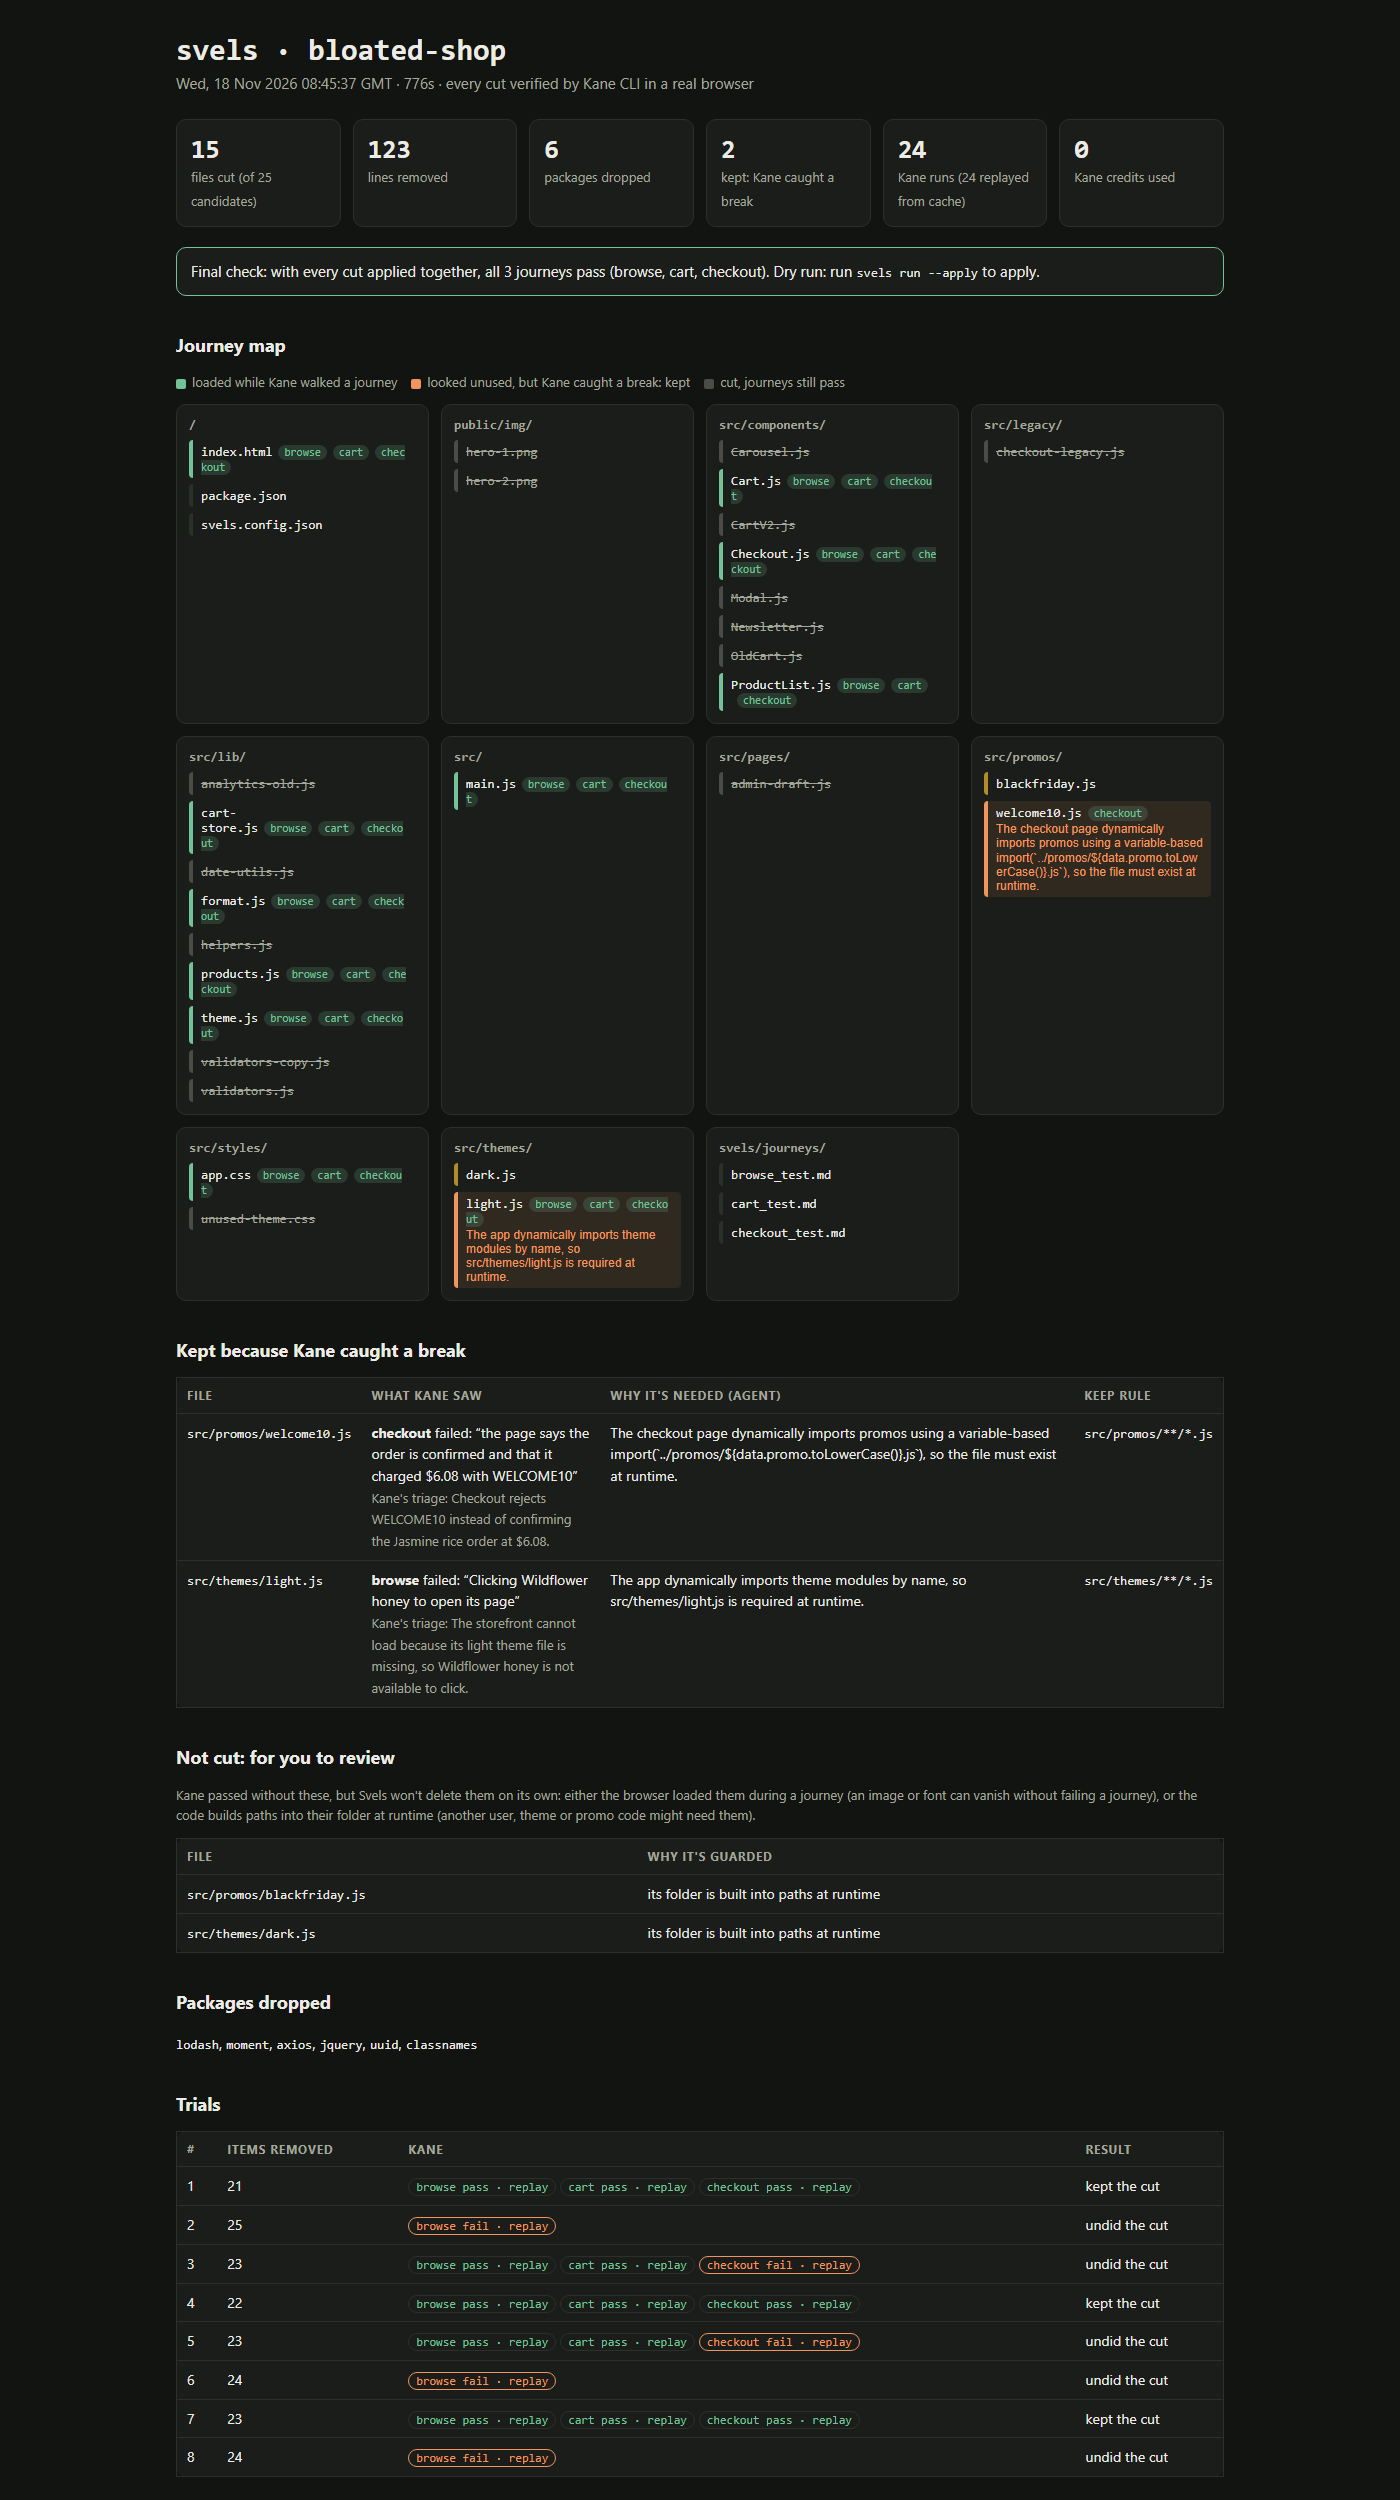 svels · bloated-shop
Wed, 18 Nov 2026 08:45:37 GMT · 776s · every cut verified by Kane CLI in a real browser
15
files cut (of 25
candidates)
123
lines removed
6
packages dropped
2
kept: Kane caught a
break
24
Kane runs (24 replayed
from cache)
0
Kane credits used
Final check: with every cut applied together, all 3 journeys pass (browse, cart, checkout). Dry run: run svels run --apply to apply.
Journey map
loaded while Kane walked a journey looked unused, but Kane caught a break: kept cut, journeys still pass
/
index.html browse cart chec
kout
package.json
svels.config.json
public/img/
hero-1.png
hero-2.png
src/components/
Carousel.js
Cart.js browse cart checkou
t
CartV2.js
Checkout.js browse cart che
ckout
Modal.js
Newsletter.js
OldCart.js
ProductList.js browse cart
checkout
src/legacy/
checkout-legacy.js
src/lib/
analytics-old.js
cart-
store.js browse cart checko
ut
date-utils.js
format.js browse cart check
out
helpers.js
products.js browse cart che
ckout
theme.js browse cart checko
ut
validators-copy.js
validators.js
src/
main.js browse cart checkou
t
src/pages/
admin-draft.js
src/promos/
blackfriday.js
welcome10.js checkout
The checkout page dynamically
imports promos using a variable-based
import(`../promos/${data.promo.toLow
erCase()}.js`), so the file must exist at
runtime.
src/styles/
app.css browse cart checkou
t
unused-theme.css
src/themes/
dark.js
light.js browse cart checko
ut
The app dynamically imports theme
modules by name, so
src/themes/light.js is required at
runtime.
svels/journeys/
browse_test.md
cart_test.md
checkout_test.md
Kept because Kane caught a break
FILE WHAT KANE SAW WHY IT'S NEEDED (AGENT) KEEP RULE
src/promos/welcome10.js
checkout failed: “the page says the
order is confirmed and that it
charged $6.08 with WELCOME10”
Kane's triage: Checkout rejects
WELCOME10 instead of confirming
the Jasmine rice order at $6.08.
The checkout page dynamically imports promos using a variable-based
import(`../promos/${data.promo.toLowerCase()}.js`), so the file must exist
at runtime.
src/promos/**/*.js
src/themes/light.js
browse failed: “Clicking Wildflower
honey to open its page”
Kane's triage: The storefront cannot
load because its light theme file is
missing, so Wildflower honey is not
available to click.
The app dynamically imports theme modules by name, so
src/themes/light.js is required at runtime.
src/themes/**/*.js
Not cut: for you to review
Kane passed without these, but Svels won't delete them on its own: either the browser loaded them during a journey (an image or font can vanish without failing a journey), or the
code builds paths into their folder at runtime (another user, theme or promo code might need them).
FILE WHY IT'S GUARDED
src/promos/blackfriday.js its folder is built into paths at runtime
src/themes/dark.js its folder is built into paths at runtime
Packages dropped
lodash, moment, axios, jquery, uuid, classnames
Trials
# ITEMS REMOVED KANE RESULT
1 21 browse pass · replay cart pass · replay checkout pass · replay kept the cut
2 25 browse fail · replay undid the cut
3 23 browse pass · replay cart pass · replay checkout fail · replay undid the cut
4 22 browse pass · replay cart pass · replay checkout pass · replay kept the cut
5 23 browse pass · replay cart pass · replay checkout fail · replay undid the cut
6 24 browse fail · replay undid the cut
7 23 browse pass · replay cart pass · replay checkout pass · replay kept the cut
8 24 browse fail · replay undid the cut